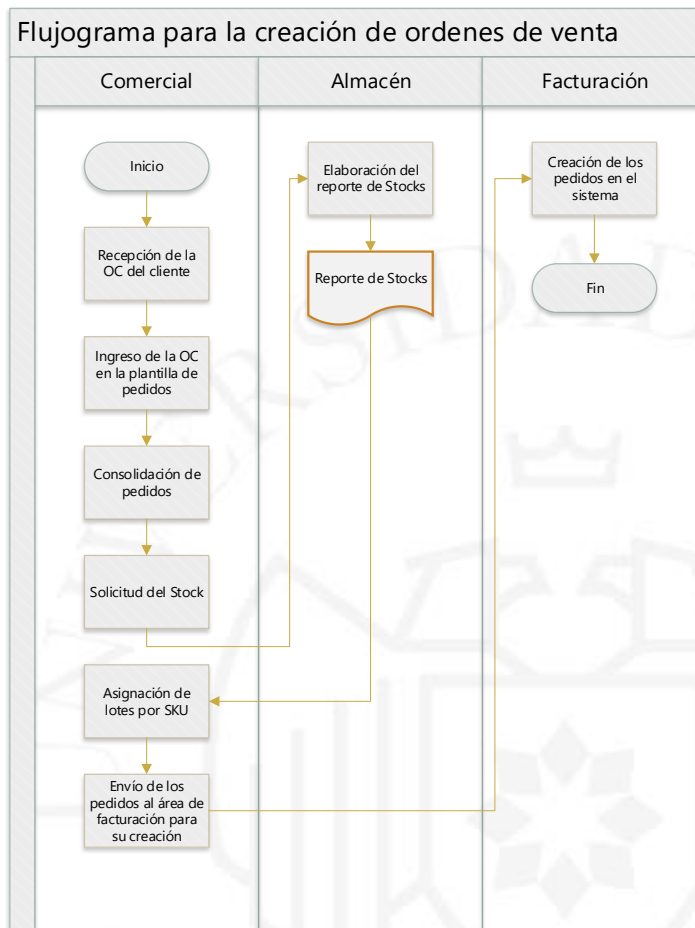 Flujograma para la creación de ordenes de venta
Comercial
Almacén
Facturación
Inicio
Recepción de la
OC del cliente
Ingreso de la OC
en la plantilla de
pedidos
Consolidación de
pedidos
Solicitud del Stock
Asignación de
lotes por SKU
Envío de los
pedidos al área de
facturación para
su creación
Elaboración del
reporte de Stocks
Reporte de Stocks
Creación de los
pedidos en el
sistema
Fin
UNIVERSIDAD